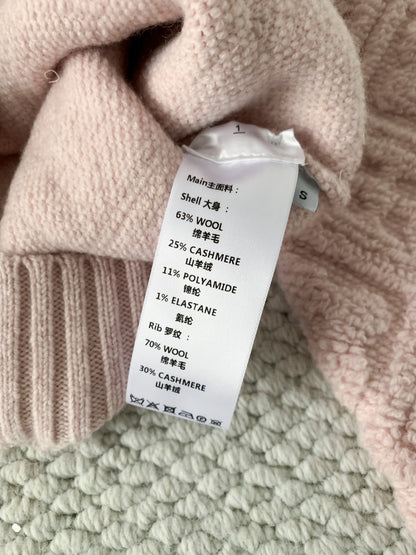 1
S
Main主面料：
Shell 大身：
63% WOOL
绵羊毛
25% CASHMERE
山羊绒
11% POLYAMIDE
锦纶
1% ELASTANE
氨纶
Rib 罗纹：
70% WOOL
绵羊毛
30% CASHMERE
山羊绒